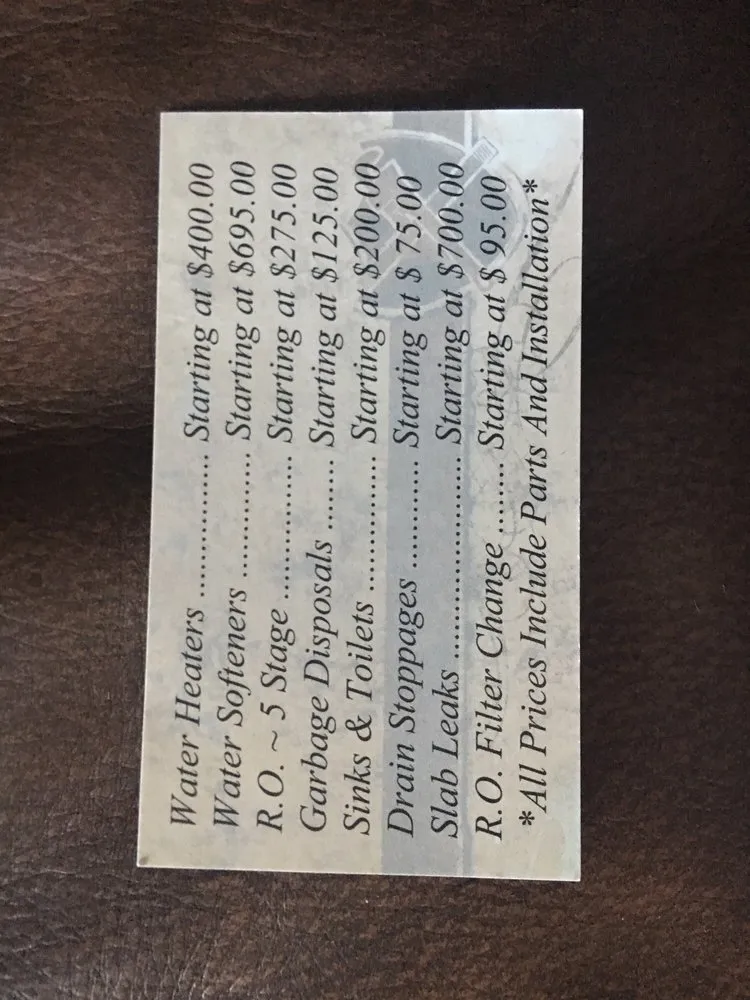 Water Heaters ................ Starting at $400.00
Water Softeners .............. Starting at $695.00
R.O. ~ 5 Stage ................ Starting at $275.00
Garbage Disposals ........ Starting at $125.00
Sinks & Toilets ................ Starting at $200.00
Drain Stoppages ............ Starting at $ 75.00
Slab Leaks ...................... Starting at $700.00
R.O. Filter Change ........ Starting at $ 95.00
*All Prices Include Parts And Installation*